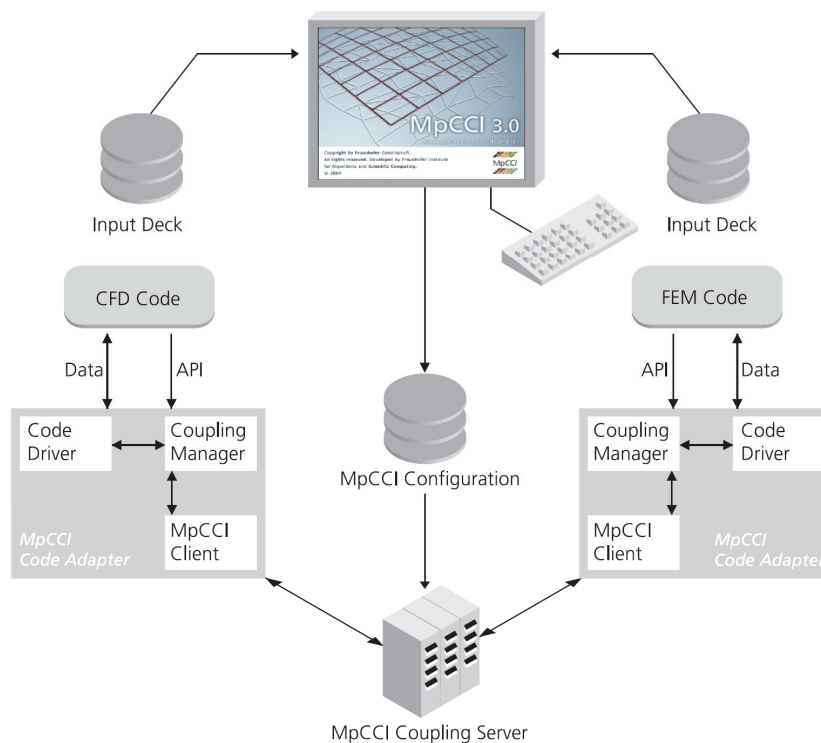 MpCCI 3.0
Copyright by Fraunhofer Gesellschaft.
All rights reserved. Developed by Fraunhofer Institute
for Algorithms and Scientific Computing.
© 2004
MpCCI
Input Deck
Input Deck
CFD Code
FEM Code
Data
API
API
Data
Code
Driver
Coupling
Manager
MpCCI
Client
MpCCI
Code Adapter
MpCCI Configuration
Coupling
Manager
Code
Driver
MpCCI
Client
MpCCI
Code Adapter
MpCCI Coupling Server